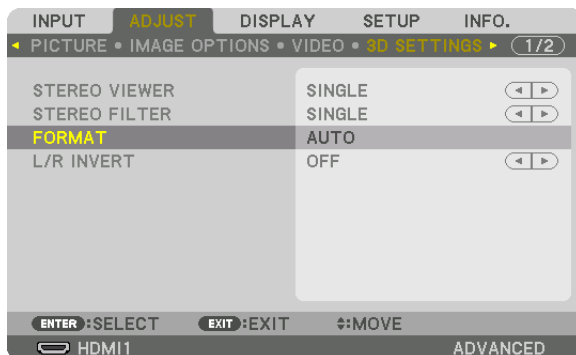 INPUT ADJUST DISPLAY SETUP INFO.
PICTURE • IMAGE OPTIONS • VIDEO • 3D SETTINGS 1/2
STEREO VIEWER SINGLE
STEREO FILTER SINGLE
FORMAT AUTO
L/R INVERT OFF
ENTER :SELECT EXIT :EXIT :MOVE
HDMI1 ADVANCED